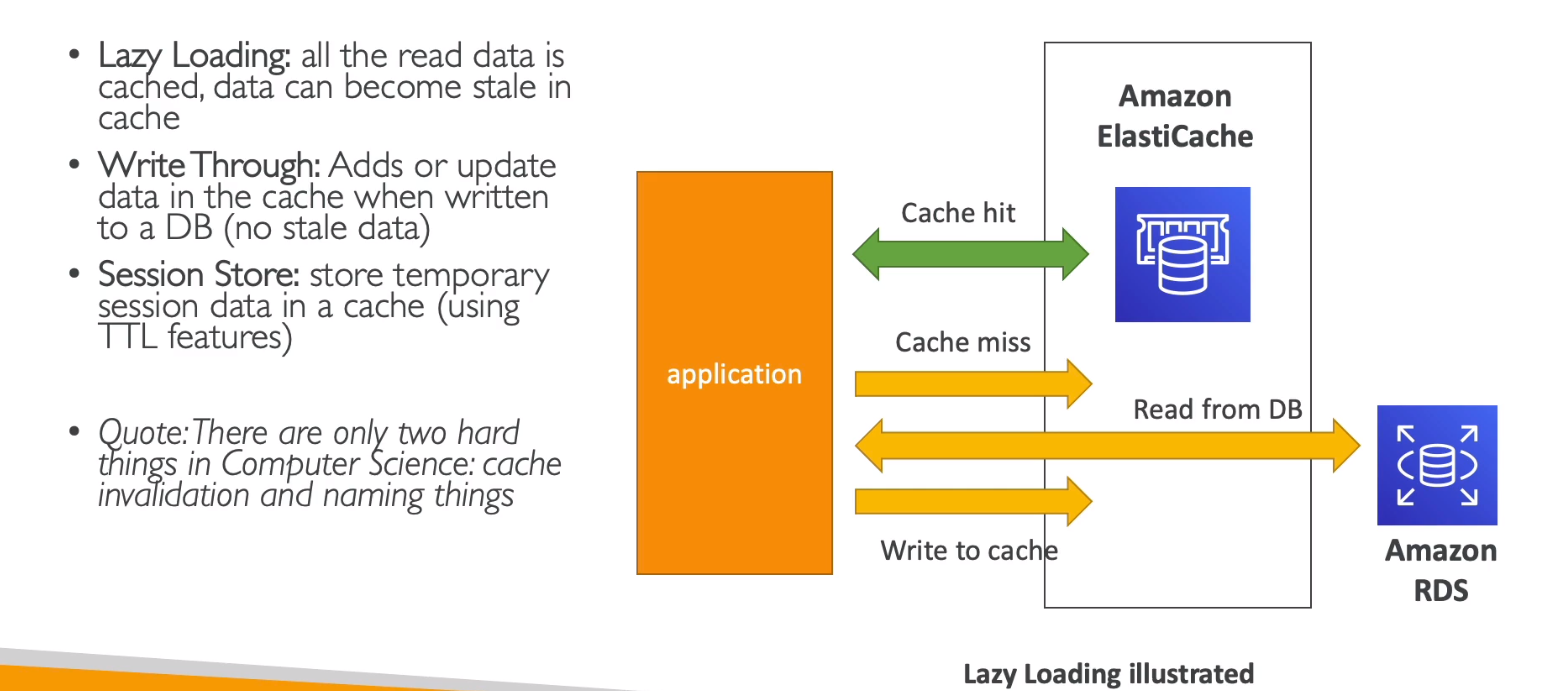 • Lazy Loading: all the read data is
cached, data can become stale in
cache
• Write Through: Adds or update
data in the cache when written
to a DB (no stale data)
• Session Store: store temporary
session data in a cache (using
TTL features)
• Quote: There are only two hard
things in Computer Science: cache
invalidation and naming things
application
Amazon
ElastiCache
Cache hit
Cache miss
Read from DB
Write to cache
Amazon
RDS
Lazy Loading illustrated